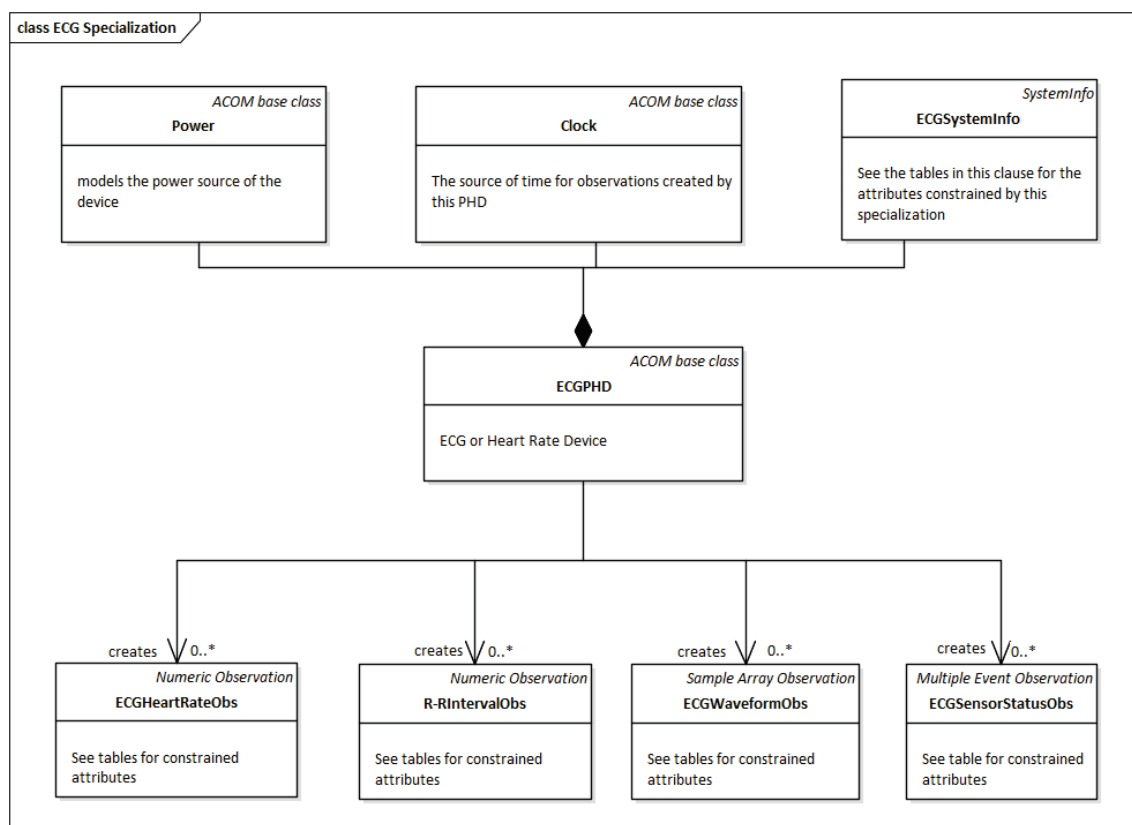 class ECG Specialization
ACOM base class
Power
models the power source of the
device
ACOM base class
Clock
The source of time for observations created by
this PHD
SystemInfo
ECGSystemInfo
See the tables in this clause for the
attributes constrained by this
specialization
ACOM base class
ECGPHD
ECG or Heart Rate Device
creates 0..*
Numeric Observation
ECGHeartRateObs
See tables for constrained
attributes
creates 0..*
Numeric Observation
R-RIntervalObs
See tables for constrained
attributes
creates 0..*
Sample Array Observation
ECGWaveformObs
See tables for constrained
attributes
creates 0..*
Multiple Event Observation
ECGSensorStatusObs
See table for constrained
attributes